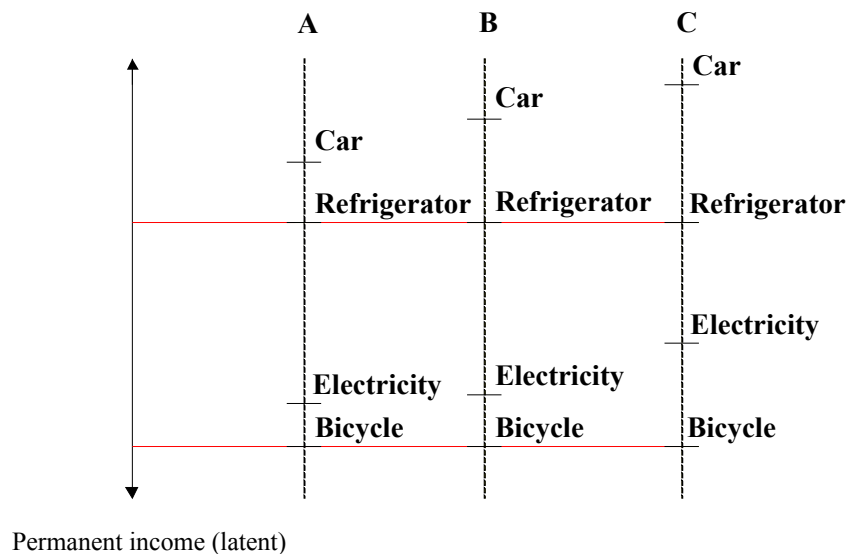 A B C
Car
Car
Car
Refrigerator Refrigerator Refrigerator
Electricity
Electricity
Electricity
Bicycle Bicycle Bicycle
Permanent income (latent)